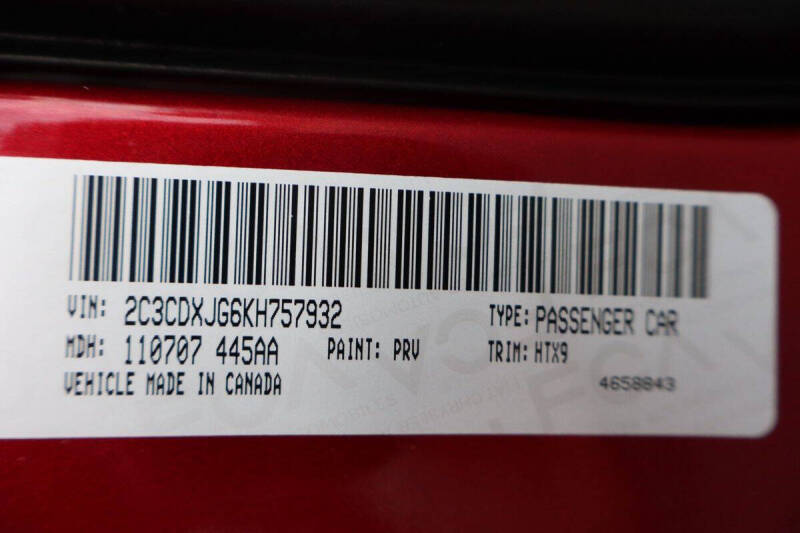 VIN: 2C3CDXJG6KH757932 TYPE: PASSENGER CAR
MDH: 110707 445AA PAINT: PRV TRIM: HTX9
VEHICLE MADE IN CANADA 4658843